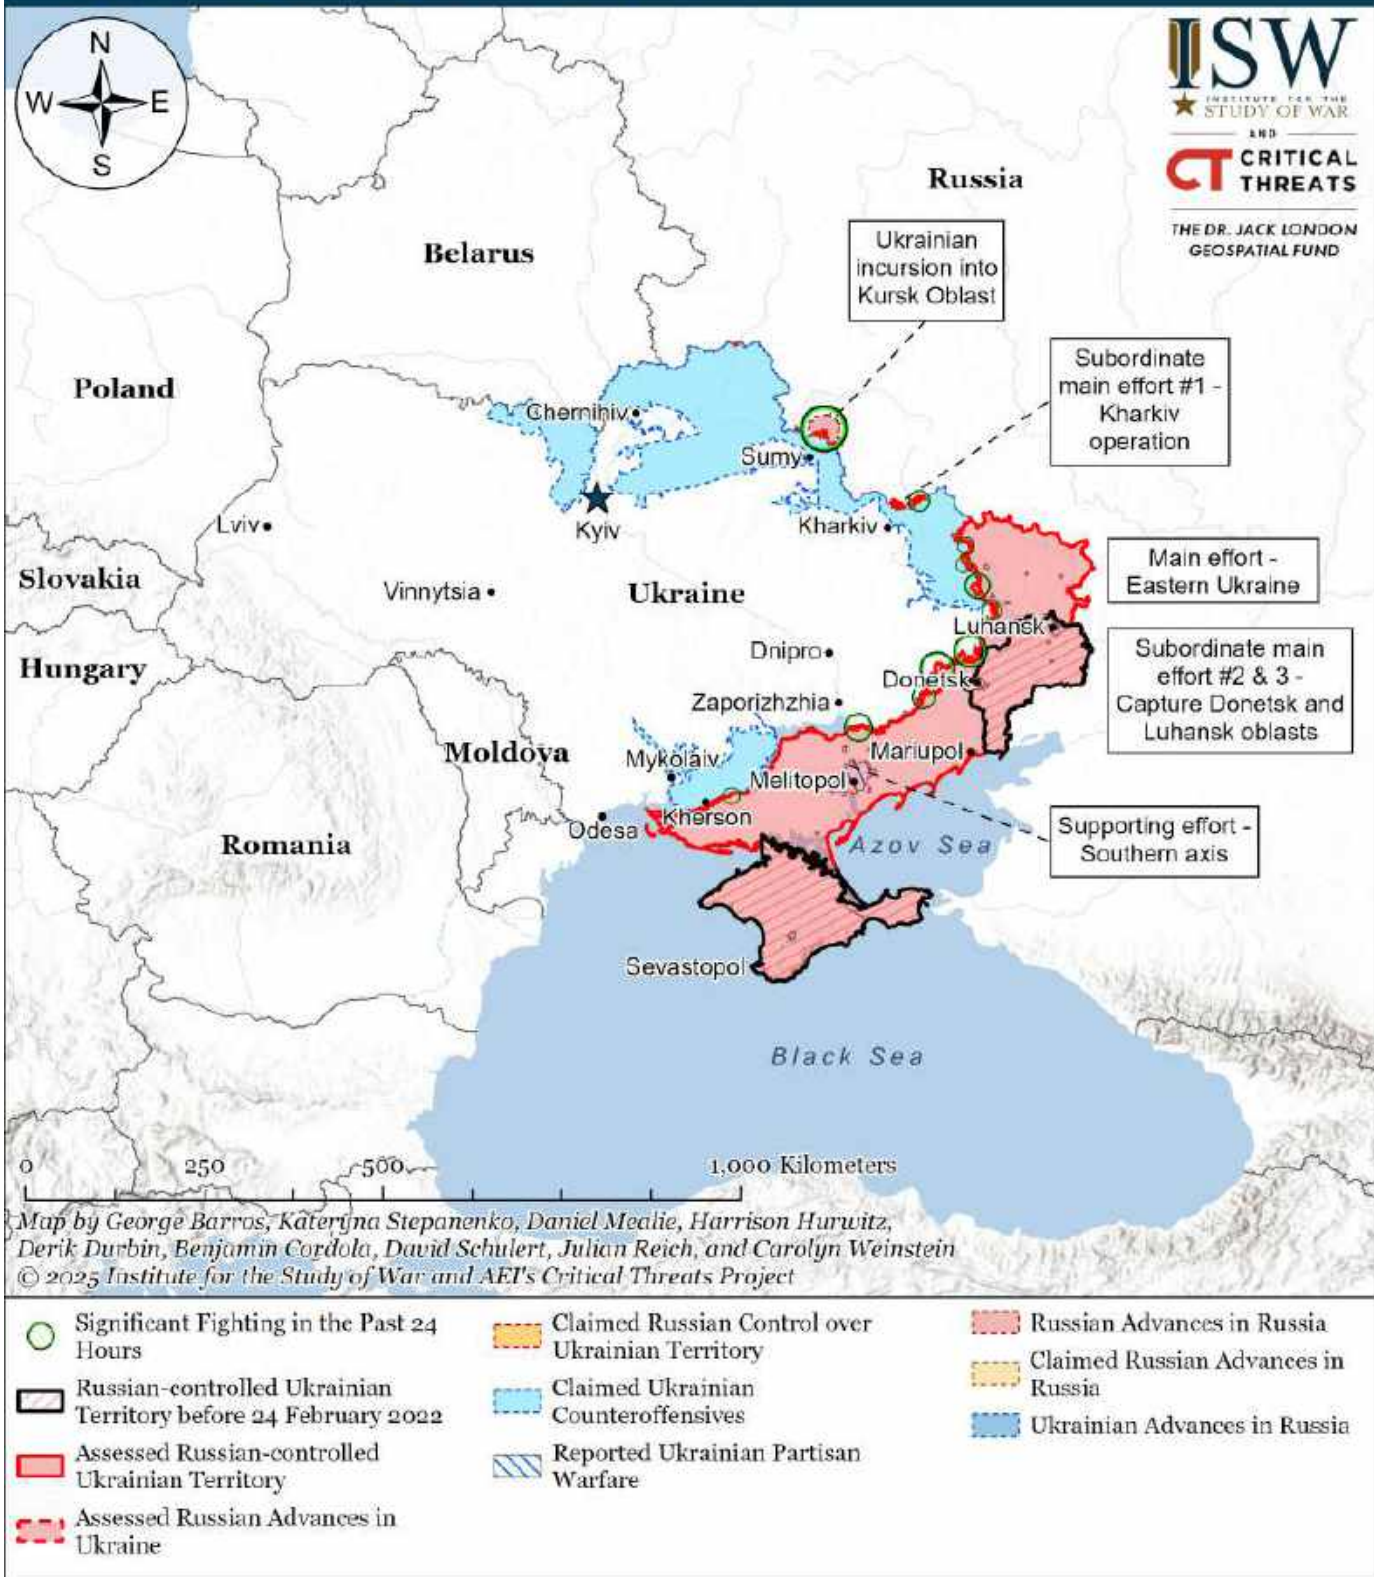 N
W
E
S
ISW
INSTITUTE FOR THE
STUDY OF WAR
AND
CT CRITICAL
THREATS
THE DR. JACK LONDON
GEOSPATIAL FUND
Russia
Ukrainian
incursion into
Kursk Oblast
Belarus
Subordinate
main effort #1 -
Kharkiv
operation
Poland
Chernihiv
Sumy
Lviv
Kyiv
Kharkiv
Main effort -
Eastern Ukraine
Slovakia
Vinnytsia
Ukraine
Luhansk
Hungary
Dnipro
Subordinate main
effort #2 & 3 -
Capture Donetsk and
Luhansk oblasts
Donetsk
Zaporizhzhia
Moldova
Mykolaiv
Mariupol
Melitopol
Kherson
Odesa
Romania
Azov Sea
Supporting effort -
Southern axis
Sevastopol
Black Sea
0 250 500 1,000 Kilometers
Map by George Barros, Kateryna Stepanenko, Daniel Mealie, Harrison Hurwitz,
Derik Durbin, Benjamin Cordola, David Schulert, Julian Reich, and Carolyn Weinstein
© 2025 Institute for the Study of War and AEI's Critical Threats Project
Significant Fighting in the Past 24
Hours
Russian-controlled Ukrainian
Territory before 24 February 2022
Assessed Russian-controlled
Ukrainian Territory
Assessed Russian Advances in
Ukraine
Claimed Russian Control over
Ukrainian Territory
Claimed Ukrainian
Counteroffensives
Reported Ukrainian Partisan
Warfare
Russian Advances in Russia
Claimed Russian Advances in
Russia
Ukrainian Advances in Russia